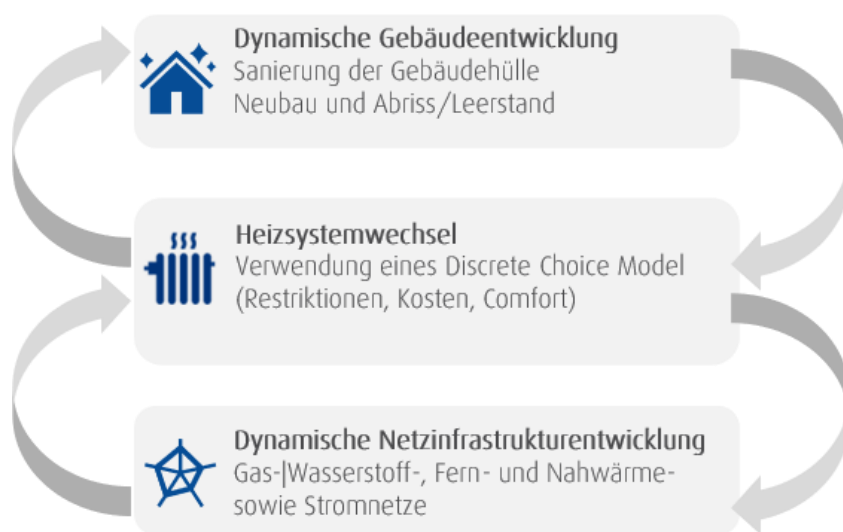 Dynamische Gebäudeentwicklung
Sanierung der Gebäudehülle
Neubau und Abriss/Leerstand
Heizsystemwechsel
Verwendung eines Discrete Choice Model
(Restriktionen, Kosten, Comfort)
Dynamische Netzinfrastrukturentwicklung
Gas-|Wasserstoff-, Fern- und Nahwärme-
sowie Stromnetze